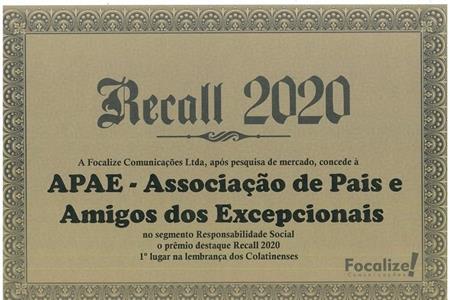 Recall 2020
A Focalize Comunicações Ltda, após pesquisa de mercado, concede à
APAE - Associação de Pais e
Amigos dos Excepcionais
no segmento Responsabilidade Social
o prêmio destaque Recall 2020
1º lugar na lembrança dos Colatinenses
Focalize!
COMUNICAÇÕES